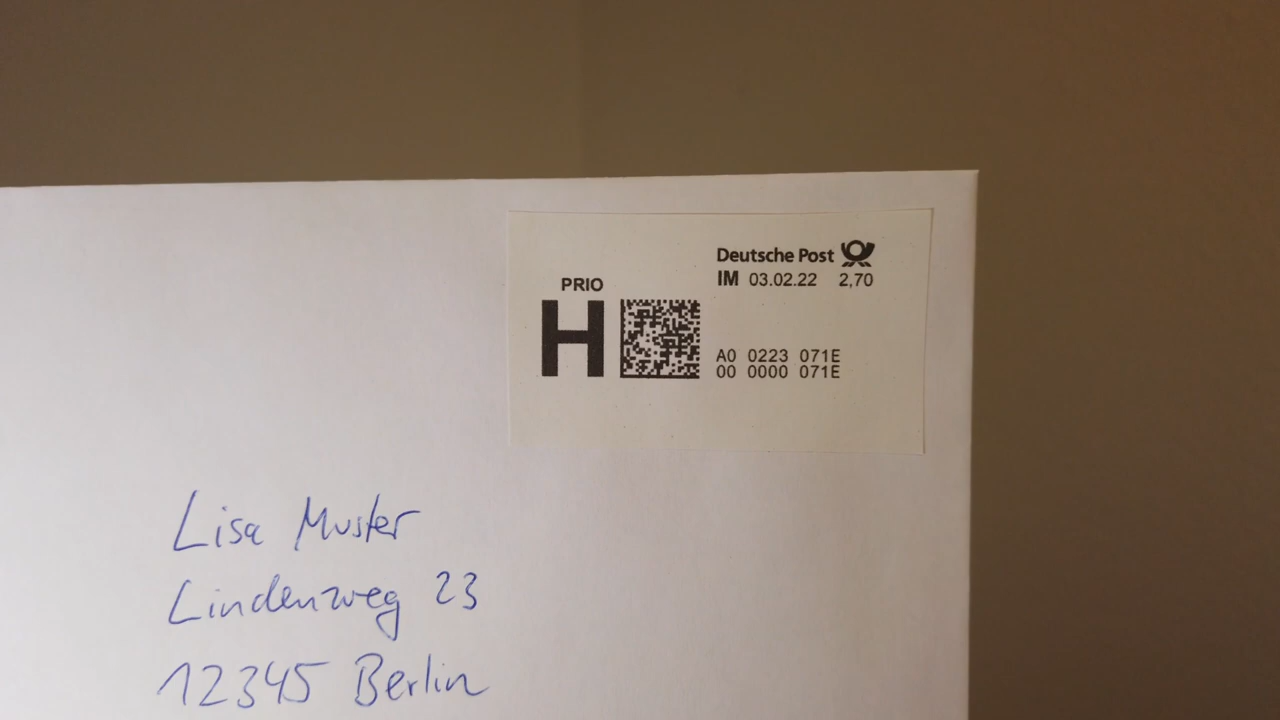 Deutsche Post
IM 03.02.22 2,70
PRIO
H
A0 0223 071E
00 0000 071E
Lisa Muster
Lindenweg 23
12345 Berlin